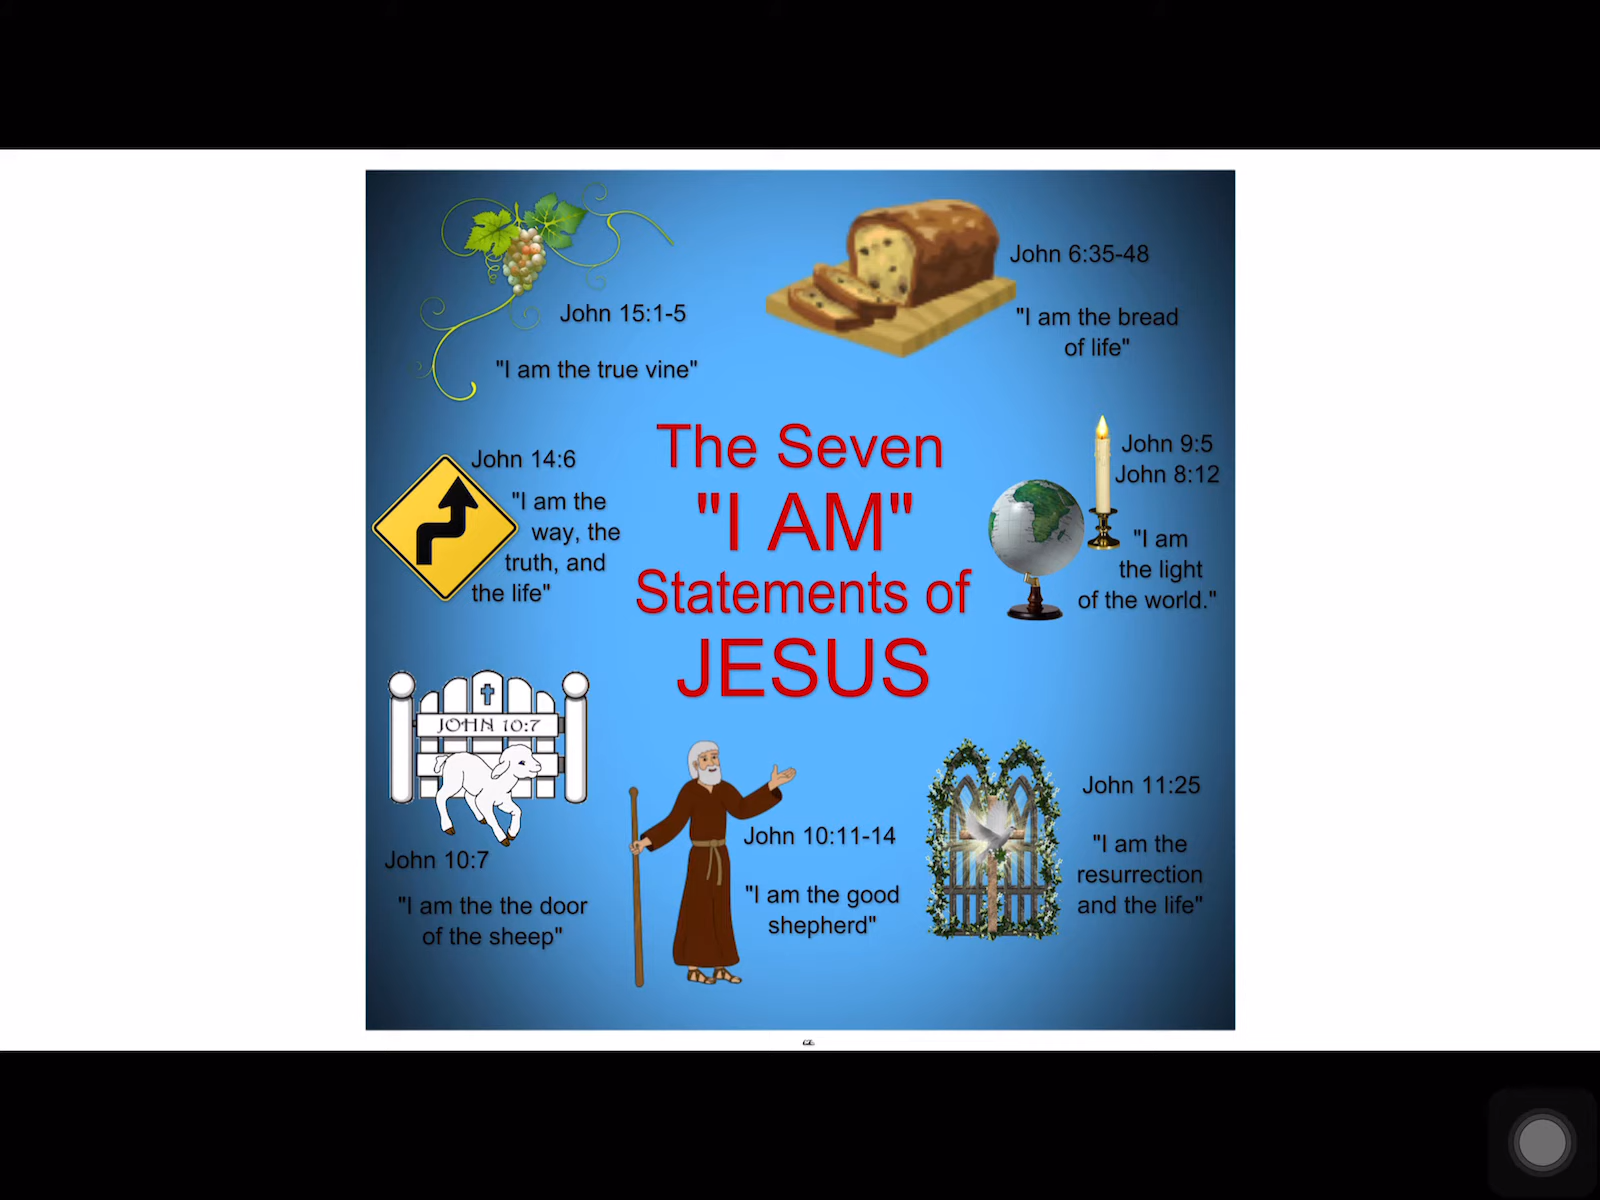 John 15:1-5
"I am the true vine"
John 6:35-48
"I am the bread
of life"
The Seven
"I AM"
Statements of
JESUS
John 14:6
"I am the
way, the
truth, and
the life"
John 9:5
John 8:12
"I am
the light
of the world."
JOHN 10:7
John 10:7
"I am the the door
of the sheep"
John 10:11-14
"I am the good
shepherd"
John 11:25
"I am the
resurrection
and the life"